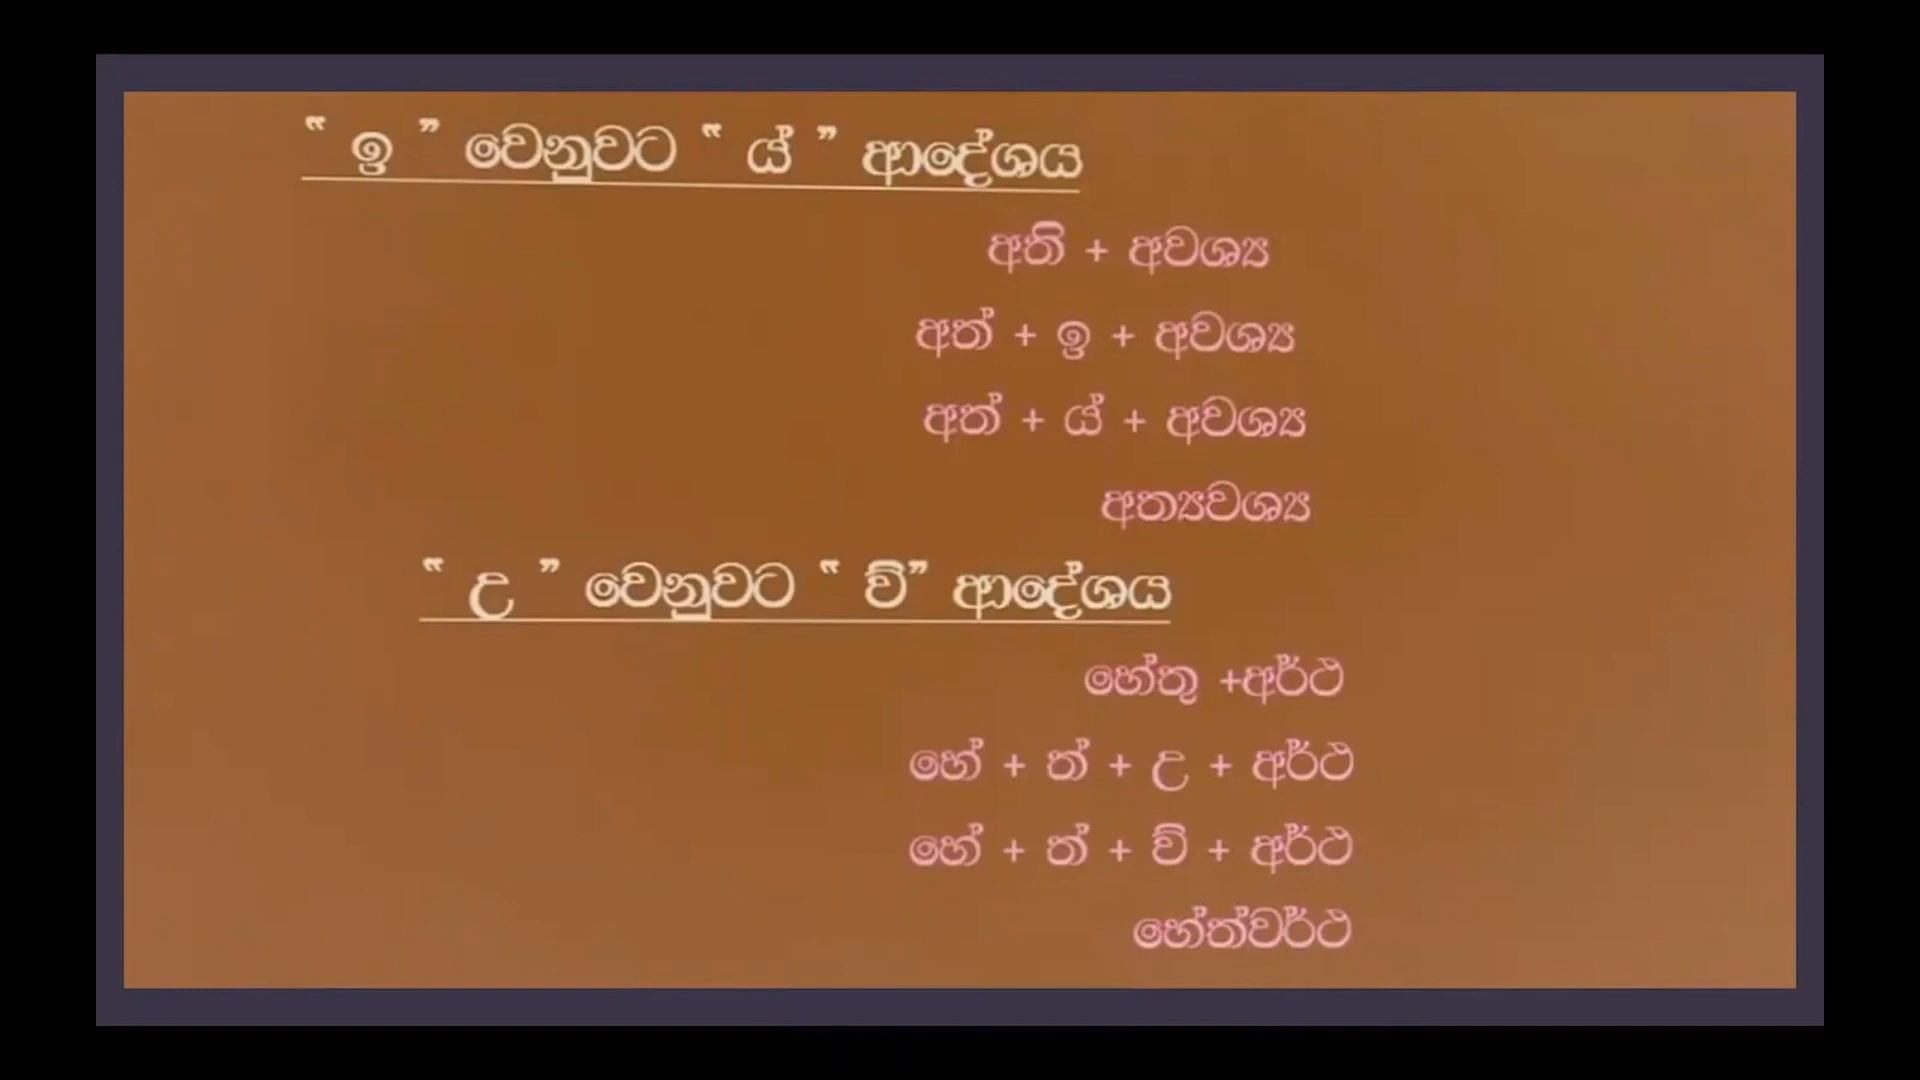 “ ඉ ” වෙනුවට “ ය් ” ආදේශය
අති + අවශ්‍ය
අත් + ඉ + අවශ්‍ය
අත් + ය් + අවශ්‍ය
අත්‍යවශ්‍ය
“ උ ” වෙනුවට “ ව් ” ආදේශය
හේතු +අර්ථ
හේ + ත් + උ + අර්ථ
හේ + ත් + ව් + අර්ථ
හේත්වර්ථ